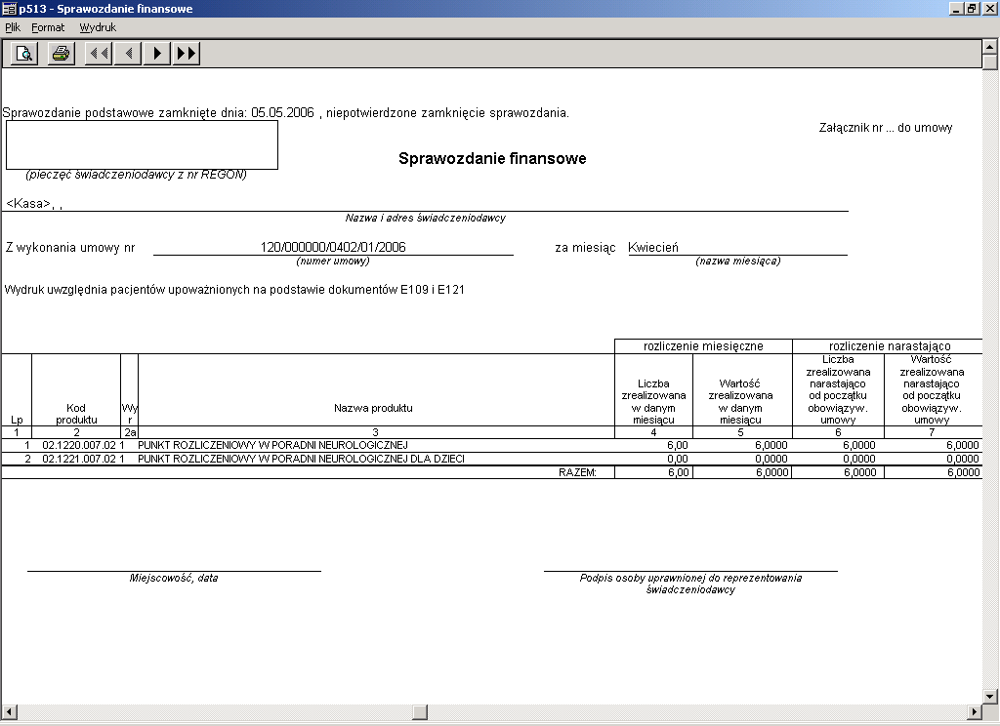 p513 - Sprawozdanie finansowe
Plik Format Wydruk
Sprawozdanie podstawowe zamknięte dnia: 05.05.2006 , niepotwierdzone zamknięcie sprawozdania.
Załącznik nr ... do umowy
Sprawozdanie finansowe
(pieczęć świadczeniodawcy z nr REGON)
<Kasa>, ,
Nazwa i adres świadczeniodawcy
Z wykonania umowy nr 120/000000/0402/01/2006 za miesiąc Kwiecień
(numer umowy) (nazwa miesiąca)
Wydruk uwzględnia pacjentów upoważnionych na podstawie dokumentów E109 i E121
rozliczenie miesięczne rozliczenie narastająco
Lp
Kod
produktu
Wy
r
Nazwa produktu
Liczba
zrealizowana
w danym
miesiącu
Wartość
zrealizowana
w danym
miesiącu
Liczba
zrealizowana
narastająco
od początku
obowiązyw.
umowy
Wartość
zrealizowana
narastająco
od początku
obowiązyw.
umowy
1 2 2a 3 4 5 6 7
1 02.1220.007.02 1 PUNKT ROZLICZENIOWY W PORADNI NEUROLOGICZNEJ 6,00 6,0000 6,0000 6,0000
2 02.1221.007.02 1 PUNKT ROZLICZENIOWY W PORADNI NEUROLOGICZNEJ DLA DZIECI 0,00 0,0000 0,0000 0,0000
RAZEM: 6,00 6,0000 6,0000 6,0000
Miejscowość, data
Podpis osoby uprawnionej do reprezentowania
świadczeniodawcy